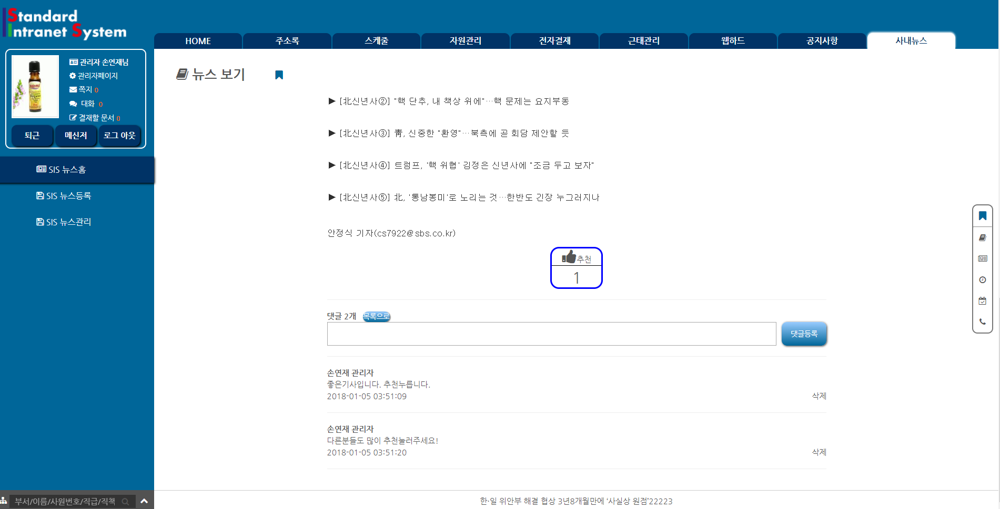 Standard
Intranet System
HOME
주소록
스케줄
자원관리
전자결재
근태관리
웹하드
공지사항
사내뉴스
관리자 손연재님
관리자페이지
쪽지 0
대화 0
결재할 문서 0
퇴근
메신저
로그 아웃
SIS 뉴스홈
SIS 뉴스등록
SIS 뉴스관리
뉴스 보기
▶ [北신년사②] "핵 단추, 내 책상 위에"…핵 문제는 요지부동
▶ [北신년사③] 靑, 신중한 "환영"…북측에 곧 회담 제안할 듯
▶ [北신년사④] 트럼프, '핵 위협' 김정은 신년사에 "조금 두고 보자"
▶ [北신년사⑤] 北, '통남봉미'로 노리는 것…한반도 긴장 누그러지나
안정식 기자(cs7922@sbs.co.kr)
추천
1
댓글 2개 목록으로
댓글등록
손연재 관리자
좋은기사입니다. 추천누릅니다.
2018-01-05 03:51:09 삭제
손연재 관리자
다른분들도 많이 추천눌러주세요!
2018-01-05 03:51:20 삭제
부서/이름/사원번호/직급/직책
한·일 위안부 해결 협상 3년8개월만에 ‘사실상 원점’22223